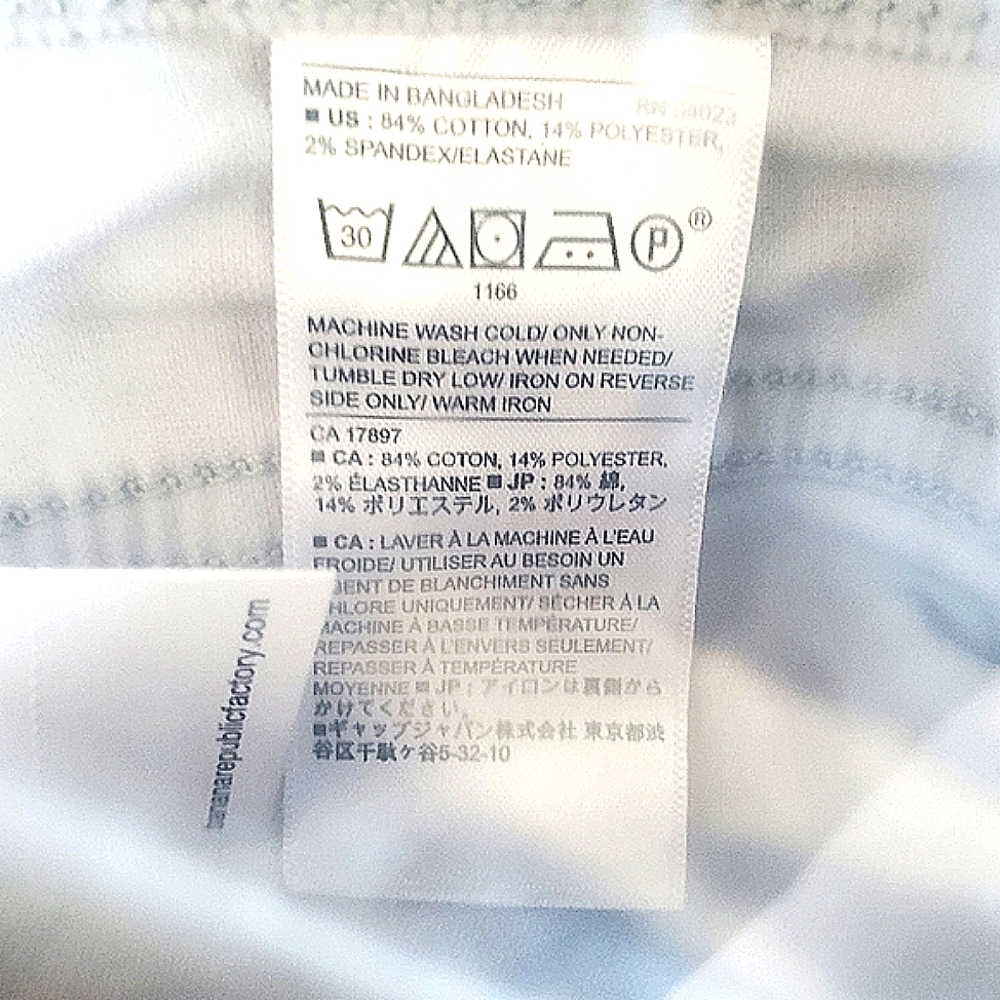 MADE IN BANGLADESH RN 54023
US : 84% COTTON, 14% POLYESTER,
2% SPANDEX/ELASTANE
30 P ®
1166
MACHINE WASH COLD/ ONLY NON-
CHLORINE BLEACH WHEN NEEDED/
TUMBLE DRY LOW/ IRON ON REVERSE
SIDE ONLY/ WARM IRON
CA 17897
CA : 84% COTON, 14% POLYESTER,
2% ÉLASTHANNE JP : 84% 綿,
14% ポリエステル, 2% ポリウレタン
CA : LAVER À LA MACHINE À L'EAU
FROIDE/ UTILISER AU BESOIN UN
DE BLANCHIMENT SANS
CHLORE UNIQUEMENT/ SÉCHER À LA
MACHINE À BASSE TEMPÉRATURE/
REPASSER À L'ENVERS SEULEMENT/
REPASSER À TEMPÉRATURE
MOYENNE JP : アイロンは裏側から
かけてください。
ギャップジャパン株式会社 東京都渋
谷区千駄ケ谷5-32-10
bananarepublicfactory.com